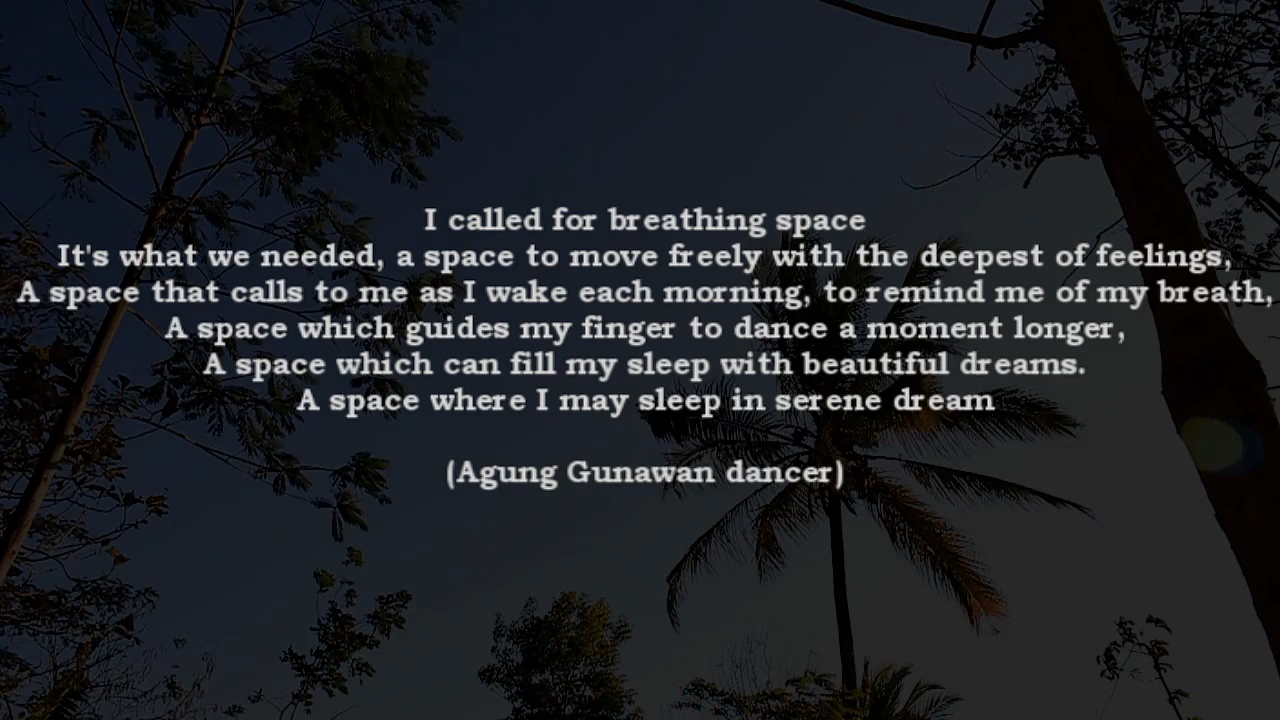 I called for breathing space
It's what we needed, a space to move freely with the deepest of feelings,
A space that calls to me as I wake each morning, to remind me of my breath,
A space which guides my finger to dance a moment longer,
A space which can fill my sleep with beautiful dreams.
A space where I may sleep in serene dream
(Agung Gunawan dancer)